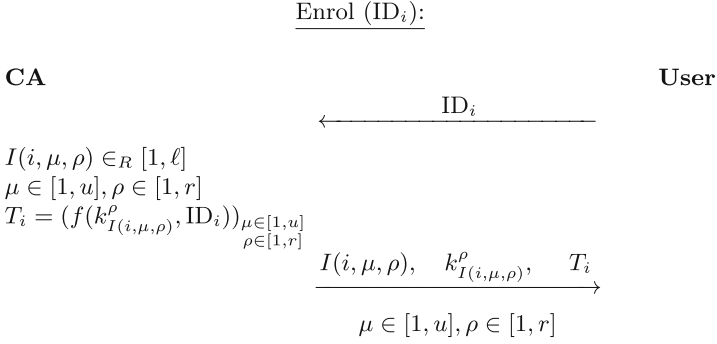 Enrol (ID_i):
CA User
ID_i
I(i, μ, ρ) ∈_R [1, ℓ]
μ ∈ [1, u], ρ ∈ [1, r]
T_i = (f(k^ρ_{I(i,μ,ρ)}, ID_i))_{μ∈[1,u] ρ∈[1,r]}
I(i, μ, ρ), k^ρ_{I(i,μ,ρ)}, T_i
μ ∈ [1, u], ρ ∈ [1, r]